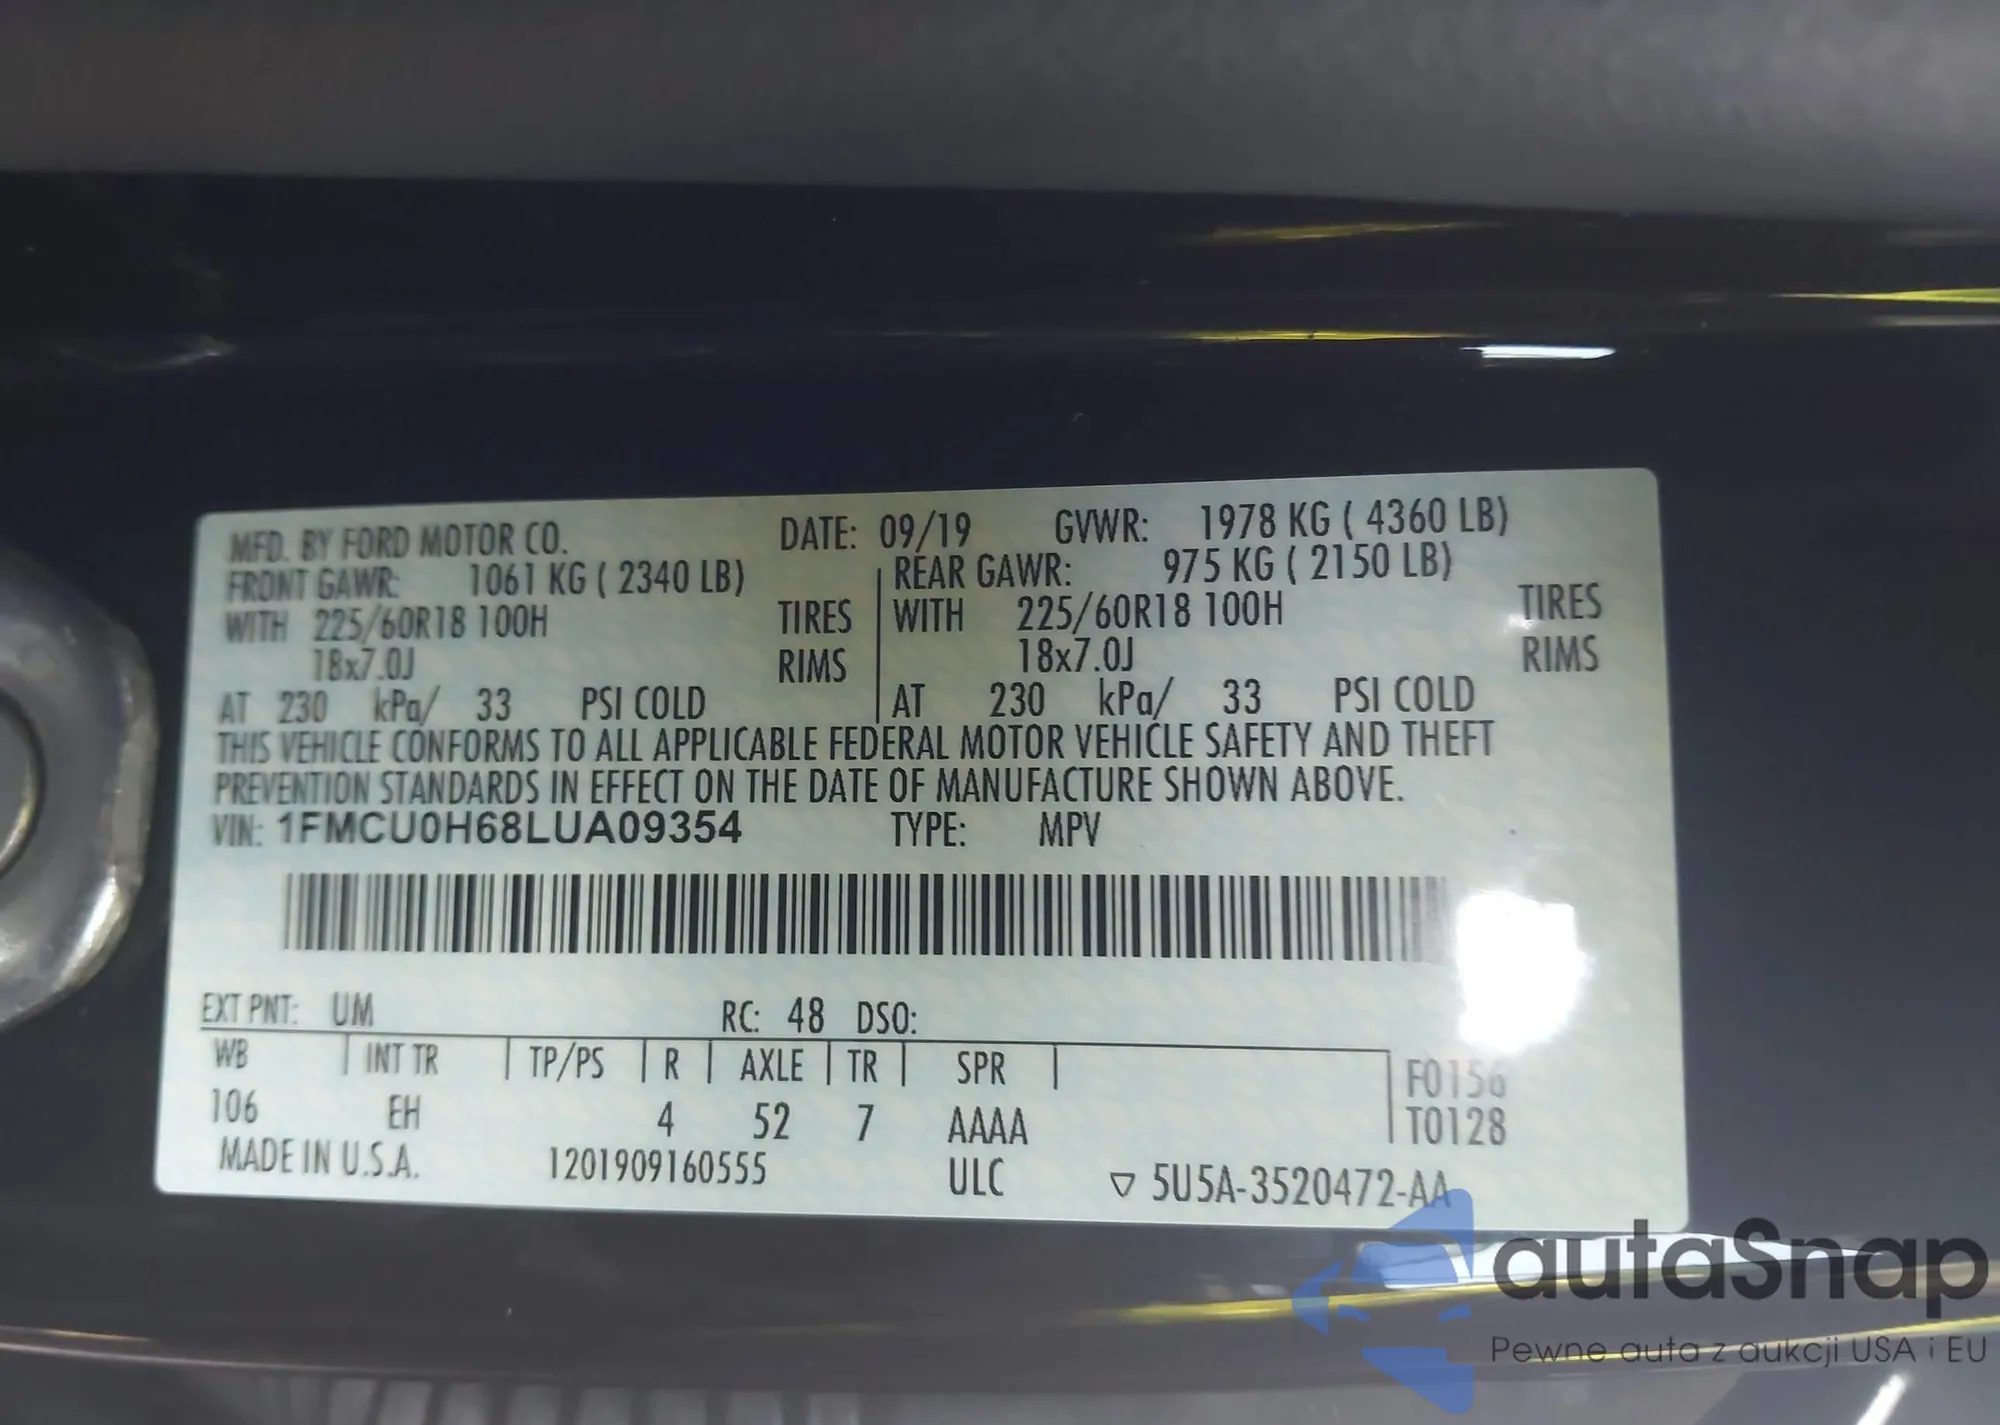 MFD. BY FORD MOTOR CO. DATE: 09/19 GVWR: 1978 KG ( 4360 LB)
FRONT GAWR: 1061 KG ( 2340 LB) REAR GAWR: 975 KG ( 2150 LB)
WITH 225/60R18 100H TIRES WITH 225/60R18 100H TIRES
18x7.0J RIMS 18x7.0J RIMS
AT 230 kPa/ 33 PSI COLD AT 230 kPa/ 33 PSI COLD
THIS VEHICLE CONFORMS TO ALL APPLICABLE FEDERAL MOTOR VEHICLE SAFETY AND THEFT
PREVENTION STANDARDS IN EFFECT ON THE DATE OF MANUFACTURE SHOWN ABOVE.
VIN: 1FMCU0H68LUA09354 TYPE: MPV
EXT PNT: UM RC: 48 DSO:
WB INT TR TP/PS R AXLE TR SPR F0156
106 EH 4 52 7 AAAA T0128
MADE IN U.S.A. 1201909160555 ULC ▽ 5U5A-3520472-AA
autaSnap
Pewne auta z aukcji USA i EU